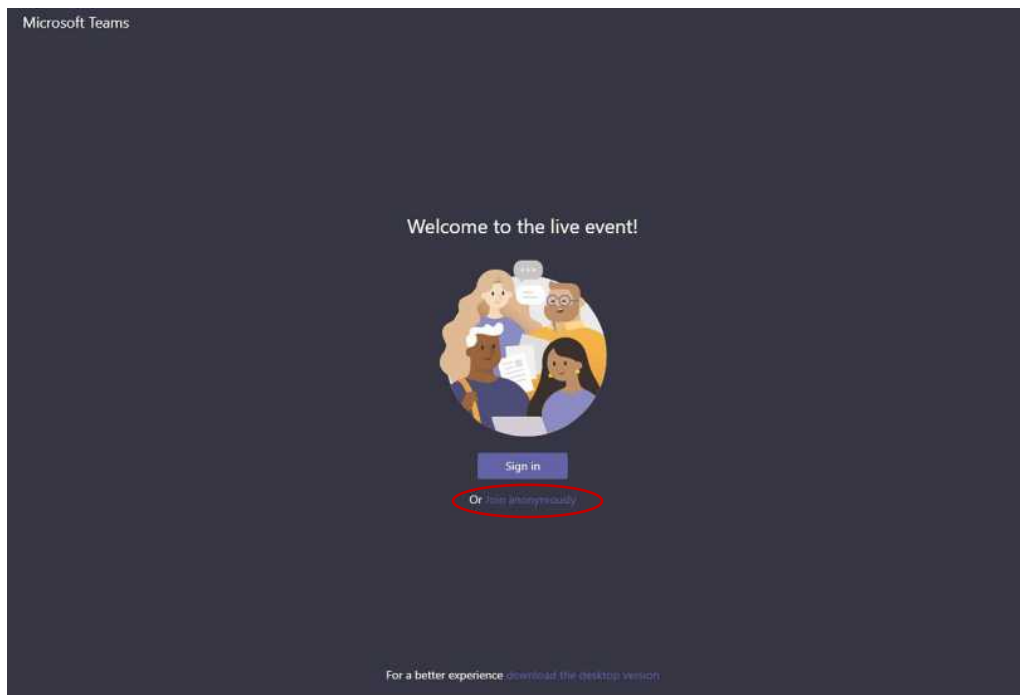 Microsoft Teams
Welcome to the live event!
Sign in
Or Join anonymously
For a better experience download the desktop version